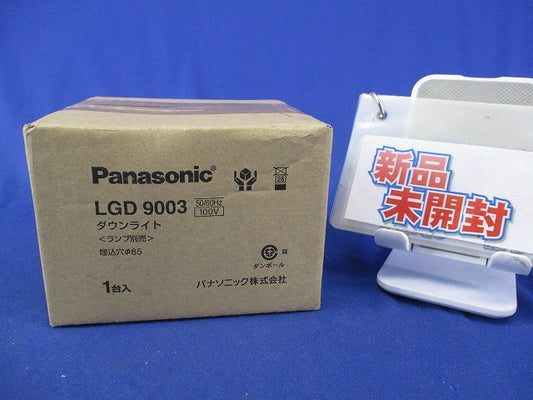 Panasonic
LGD 9003
50/60Hz
100V
ダウンライト
<ランプ別売>
埋込穴Φ85
1台入
段ボール
パナソニック株式会社
新品
未開封